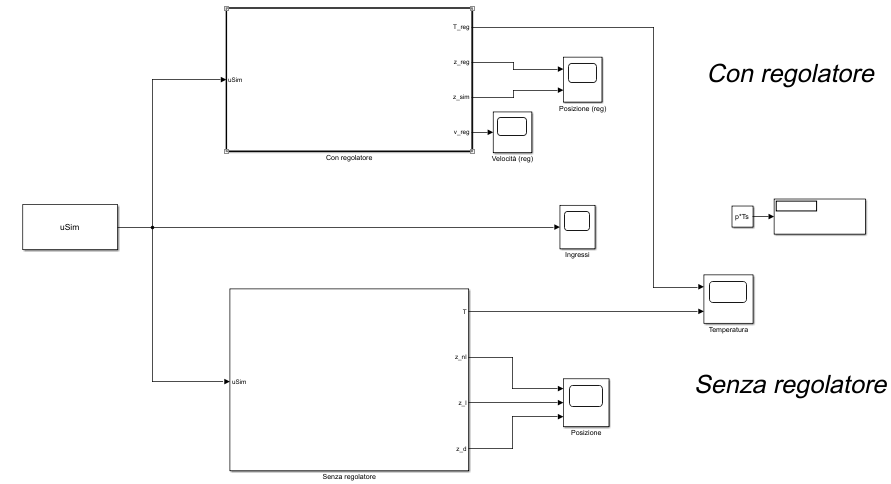 T_reg
z_reg
uSim
z_sim
v_reg
Con regolatore
Posizione (reg)
Velocità (reg)
Con regolatore
uSim
Ingressi
p*Ts
T
z_nl
uSim
z_l
z_d
Senza regolatore
Temperatura
Posizione
Senza regolatore